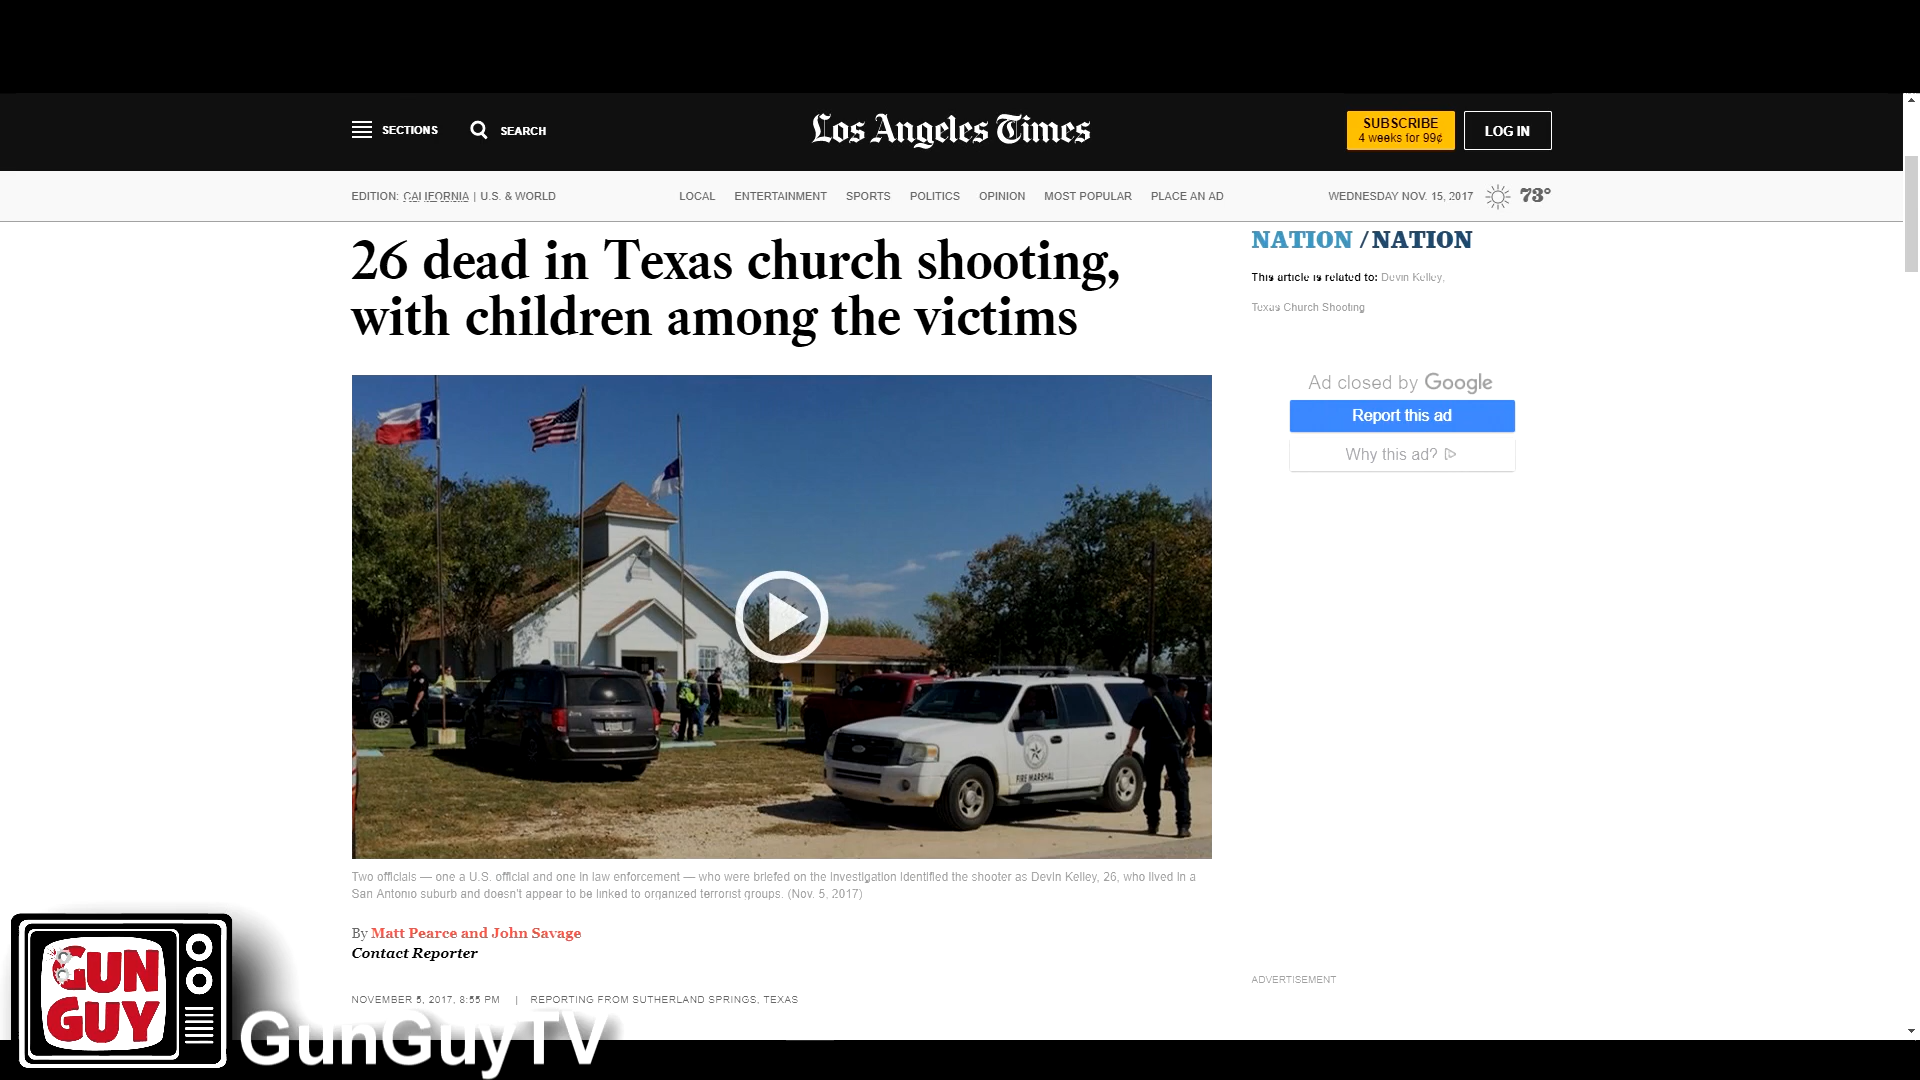 SECTIONS SEARCH Los Angeles Times SUBSCRIBE LOG IN
4 weeks for 99¢
EDITION: CALIFORNIA | U.S. & WORLD LOCAL ENTERTAINMENT SPORTS POLITICS OPINION MOST POPULAR PLACE AN AD WEDNESDAY NOV. 15, 2017 73°
26 dead in Texas church shooting,
with children among the victims
NATION / NATION
This article is related to: Devin Kelley,
Texas Church Shooting
Ad closed by Google
Report this ad
Why this ad?
FIRE MARSHAL
Two officials — one a U.S. official and one in law enforcement — who were briefed on the investigation identified the shooter as Devin Kelley, 26, who lived in a
San Antonio suburb and doesn't appear to be linked to organized terrorist groups. (Nov. 5, 2017)
By Matt Pearce and John Savage
Contact Reporter
ADVERTISEMENT
NOVEMBER 5, 2017, 8:55 PM | REPORTING FROM SUTHERLAND SPRINGS, TEXAS
GUN
GUY
GunGuyTV